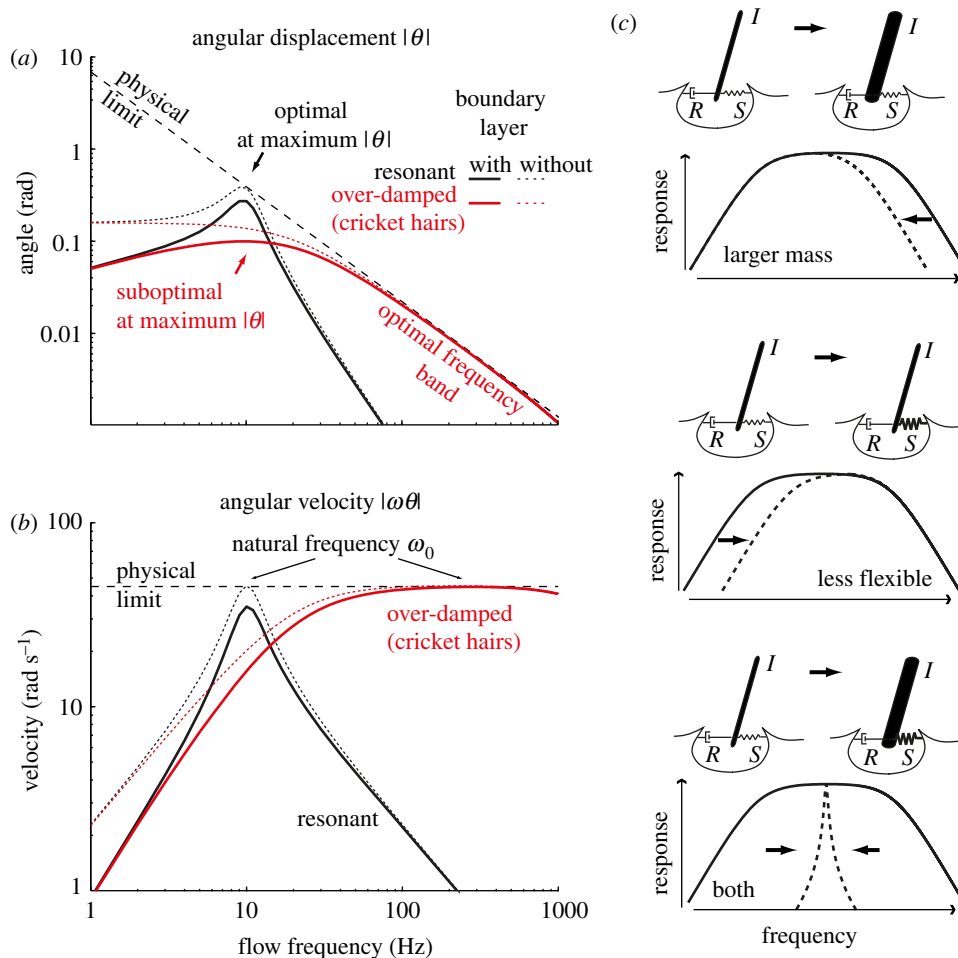 (a)
angular displacement |θ|
10
1
0.1
0.01
angle (rad)
physical
limit
optimal
at maximum |θ|
boundary
layer
with without
resonant
over-damped
(cricket hairs)
suboptimal
at maximum |θ|
optimal frequency
band
(b)
angular velocity |ωθ|
100
10
1
velocity (rad s⁻¹)
natural frequency ω₀
physical
limit
over-damped
(cricket hairs)
resonant
1 10 100 1000
flow frequency (Hz)
(c)
I I
R S R S
response
larger mass
I I
R S R S
response
less flexible
I I
R S R S
response
both
frequency